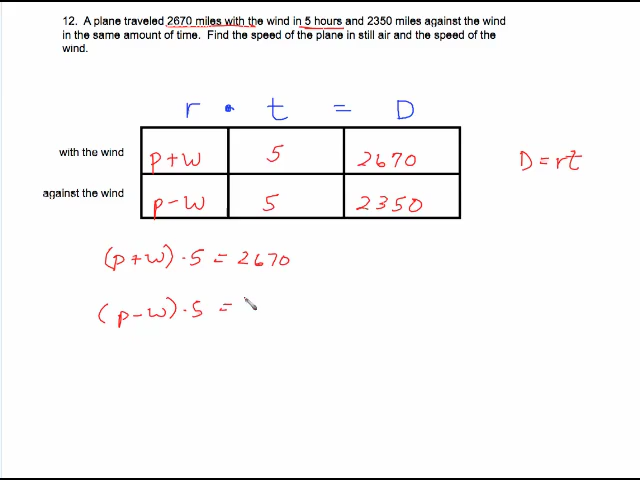 12. A plane traveled 2670 miles with the wind in 5 hours and 2350 miles against the wind
in the same amount of time. Find the speed of the plane in still air and the speed of the
wind.
r • t = D
with the wind p+w 5 2670 D = rt
against the wind p-w 5 2350
(p+w) · 5 = 2670
(p-w) · 5 =